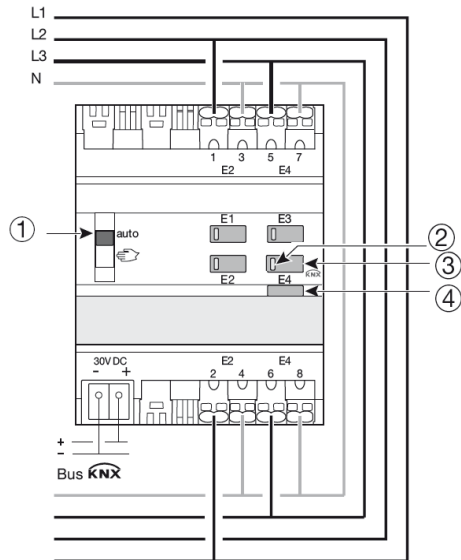 L1
L2
L3
N
1 3 5 7
E2 E4
① auto
E1 E3
②
E2 E4
③
KNX
④
30V DC
- +
E2 E4
2 4 6 8
+
-
Bus KNX